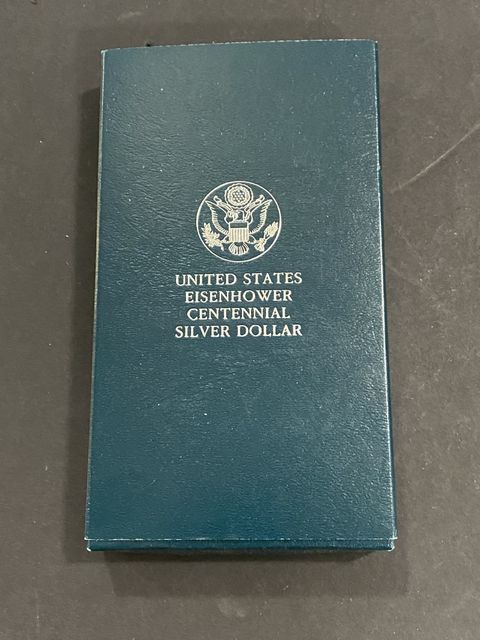 UNITED STATES
EISENHOWER
CENTENNIAL
SILVER DOLLAR